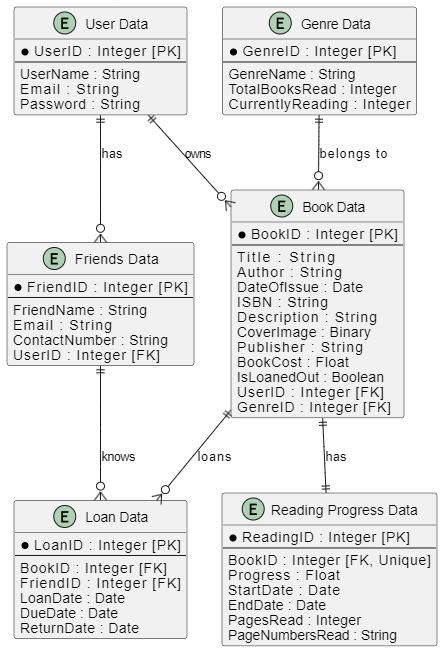 E User Data
UserID : Integer [PK]
UserName : String
Email : String
Password : String
E Genre Data
GenreID : Integer [PK]
GenreName : String
TotalBooksRead : Integer
CurrentlyReading : Integer
has
owns
belongs to
E Book Data
BookID : Integer [PK]
Title : String
Author : String
DateOfIssue : Date
ISBN : String
Description : String
CoverImage : Binary
Publisher : String
BookCost : Float
IsLoanedOut : Boolean
UserID : Integer [FK]
GenreID : Integer [FK]
E Friends Data
FriendID : Integer [PK]
FriendName : String
Email : String
ContactNumber : String
UserID : Integer [FK]
knows
loans
has
E Loan Data
LoanID : Integer [PK]
BookID : Integer [FK]
FriendID : Integer [FK]
LoanDate : Date
DueDate : Date
ReturnDate : Date
E Reading Progress Data
ReadingID : Integer [PK]
BookID : Integer [FK, Unique]
Progress : Float
StartDate : Date
EndDate : Date
PagesRead : Integer
PageNumbersRead : String